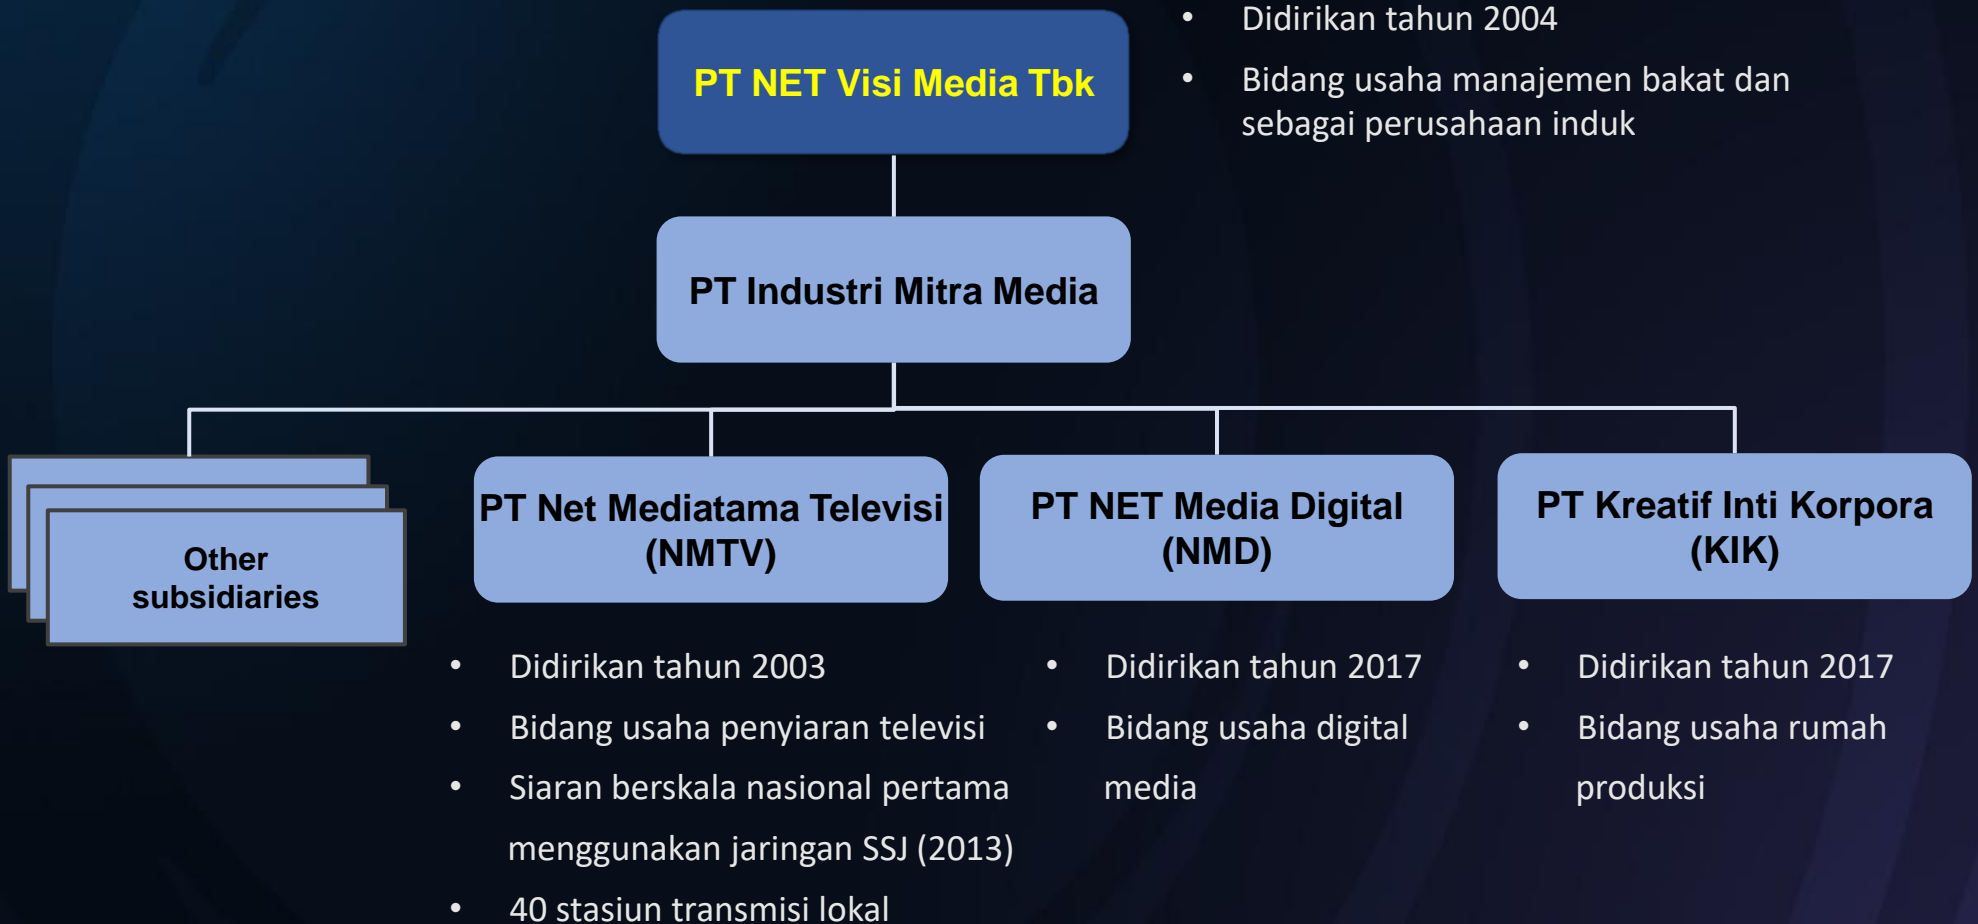 PT NET Visi Media Tbk
• Didirikan tahun 2004
• Bidang usaha manajemen bakat dan
sebagai perusahaan induk
PT Industri Mitra Media
Other
subsidiaries
PT Net Mediatama Televisi
(NMTV)
• Didirikan tahun 2003
• Bidang usaha penyiaran televisi
• Siaran berskala nasional pertama
menggunakan jaringan SSJ (2013)
• 40 stasiun transmisi lokal
PT NET Media Digital
(NMD)
• Didirikan tahun 2017
• Bidang usaha digital
media
PT Kreatif Inti Korpora
(KIK)
• Didirikan tahun 2017
• Bidang usaha rumah
produksi